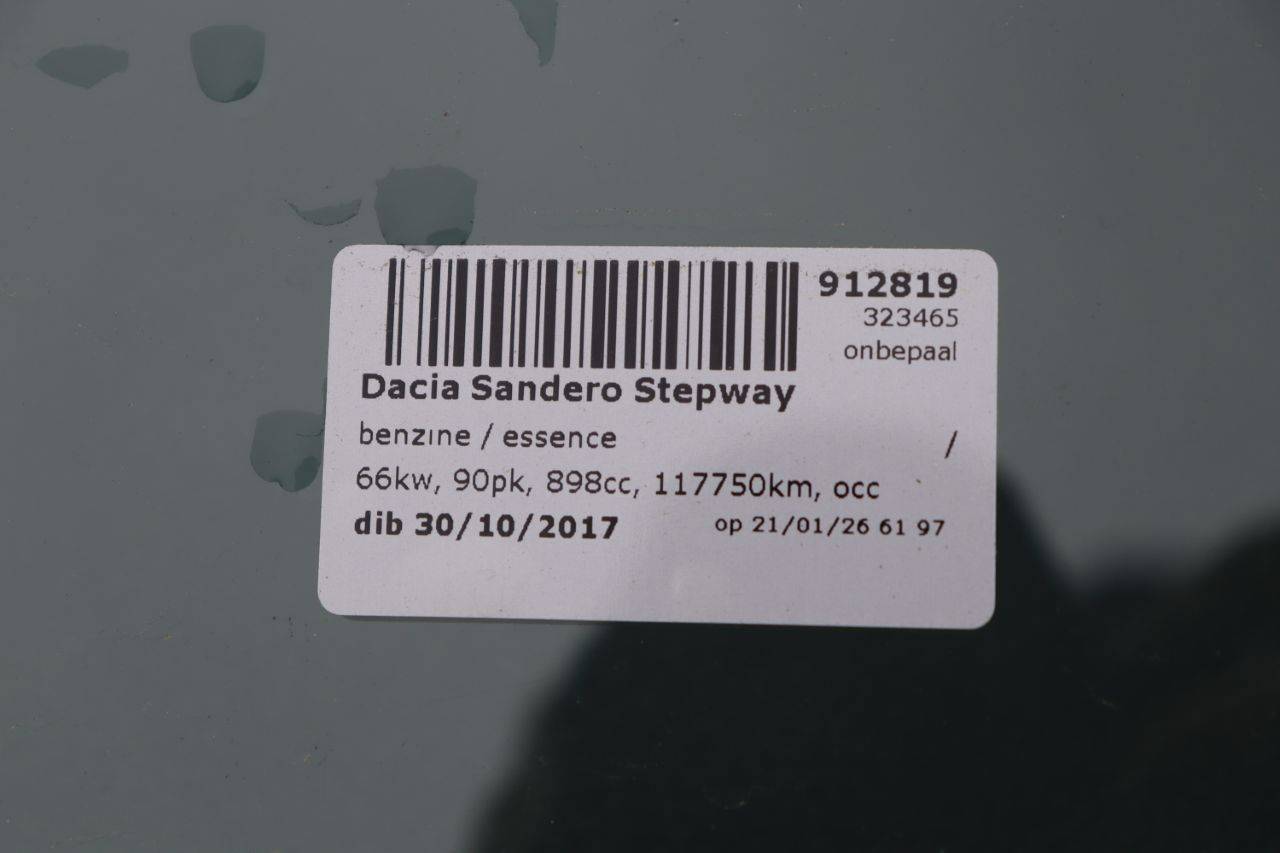 912819
323465
onbepaal
Dacia Sandero Stepway
benzine / essence /
66kw, 90pk, 898cc, 117750km, occ
dib 30/10/2017 op 21/01/26 61 97